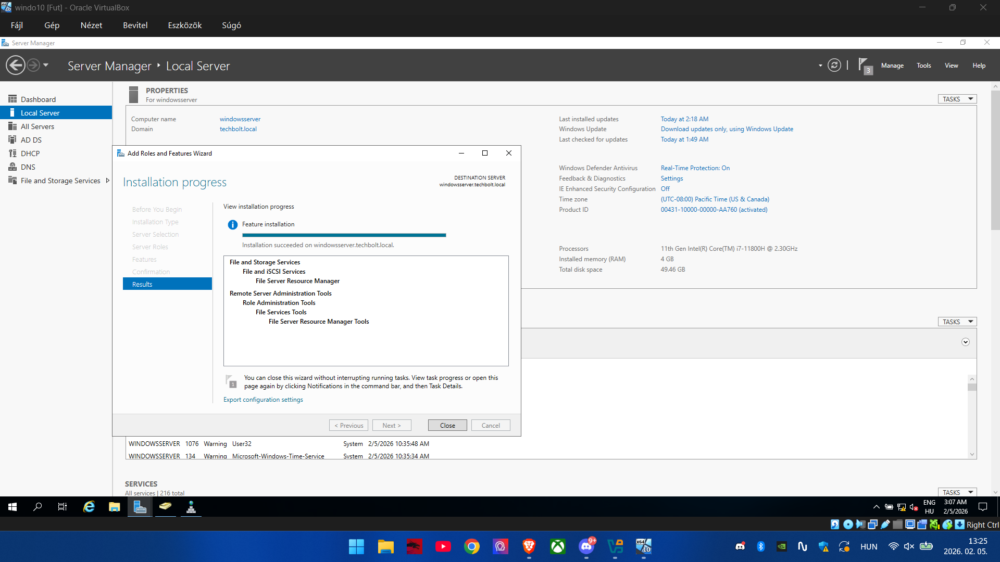 windo10 [Fut] - Oracle VirtualBox
Fájl Gép Nézet Bevitel Eszközök Súgó
Server Manager
Server Manager Local Server
3 Manage Tools View Help
Dashboard
Local Server
All Servers
AD DS
DHCP
DNS
File and Storage Services
PROPERTIES
For windowsserver
TASKS
Computer name windowsserver
Domain techbolt.local
Last installed updates Today at 2:18 AM
Windows Update Download updates only, using Windows Update
Last checked for updates Today at 1:49 AM
Windows Defender Antivirus Real-Time Protection: On
Feedback & Diagnostics Settings
IE Enhanced Security Configuration Off
Time zone (UTC-08:00) Pacific Time (US & Canada)
Product ID 00431-10000-00000-AA760 (activated)
Processors 11th Gen Intel(R) Core(TM) i7-11800H @ 2.30GHz
Installed memory (RAM) 4 GB
Total disk space 49.46 GB
Add Roles and Features Wizard
Installation progress
DESTINATION SERVER
windowsserver.techbolt.local
Before You Begin
Installation Type
Server Selection
Server Roles
Features
Confirmation
Results
View installation progress
Feature installation
Installation succeeded on windowsserver.techbolt.local.
File and Storage Services
File and iSCSI Services
File Server Resource Manager
Remote Server Administration Tools
Role Administration Tools
File Services Tools
File Server Resource Manager Tools
1
You can close this wizard without interrupting running tasks. View task progress or open this
page again by clicking Notifications in the command bar, and then Task Details.
Export configuration settings
< Previous Next > Close Cancel
TASKS
WINDOWSSERVER 1076 Warning User32 System 2/5/2026 10:35:48 AM
WINDOWSSERVER 134 Warning Microsoft-Windows-Time-Service System 2/5/2026 10:35:34 AM
SERVICES
All services | 216 total
TASKS
ENG
HU
3:07 AM
2/5/2026
Right Ctrl
9+
x64
10
HUN
13:25
2026. 02. 05.